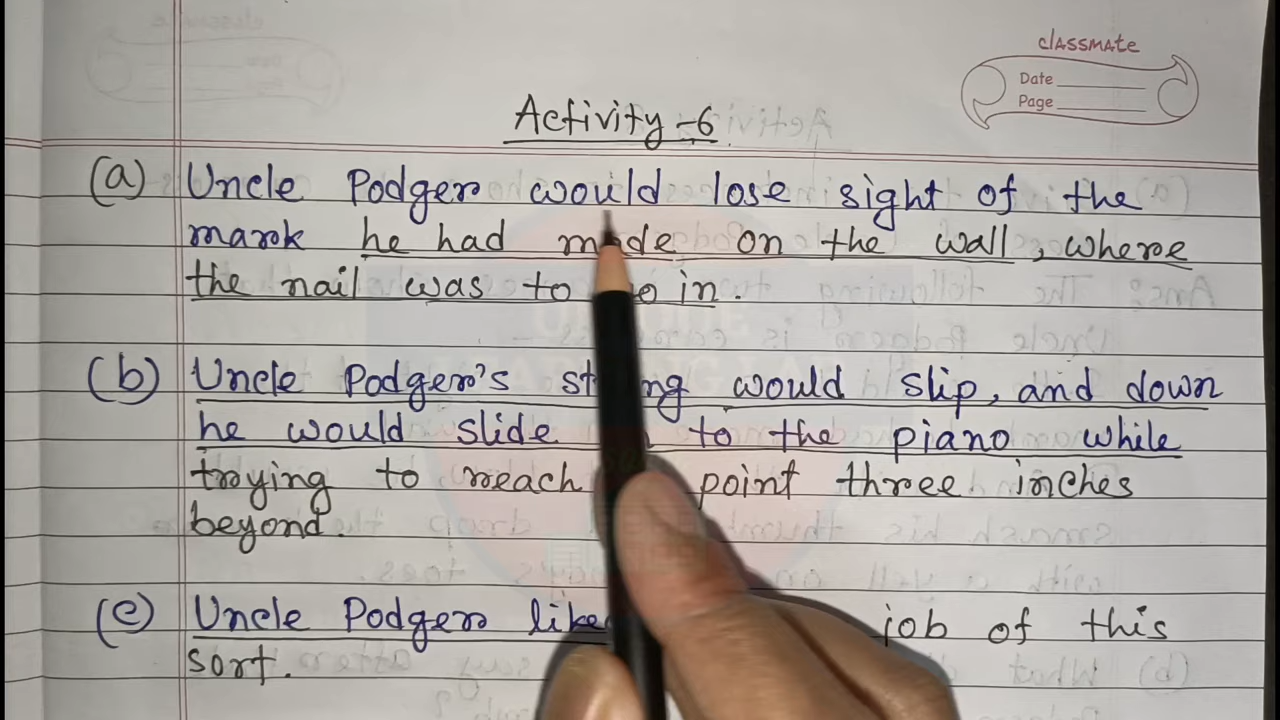 classmate
Date
Page
Activity-6
(a) Uncle Podger would lose sight of the
mark he had made on the wall, where
the nail was to go in.
(b) Uncle Podger's string would slip, and down
he would slide to the piano while
trying to reach point three inches
beyond.
(c) Uncle Podger job of this
sort.